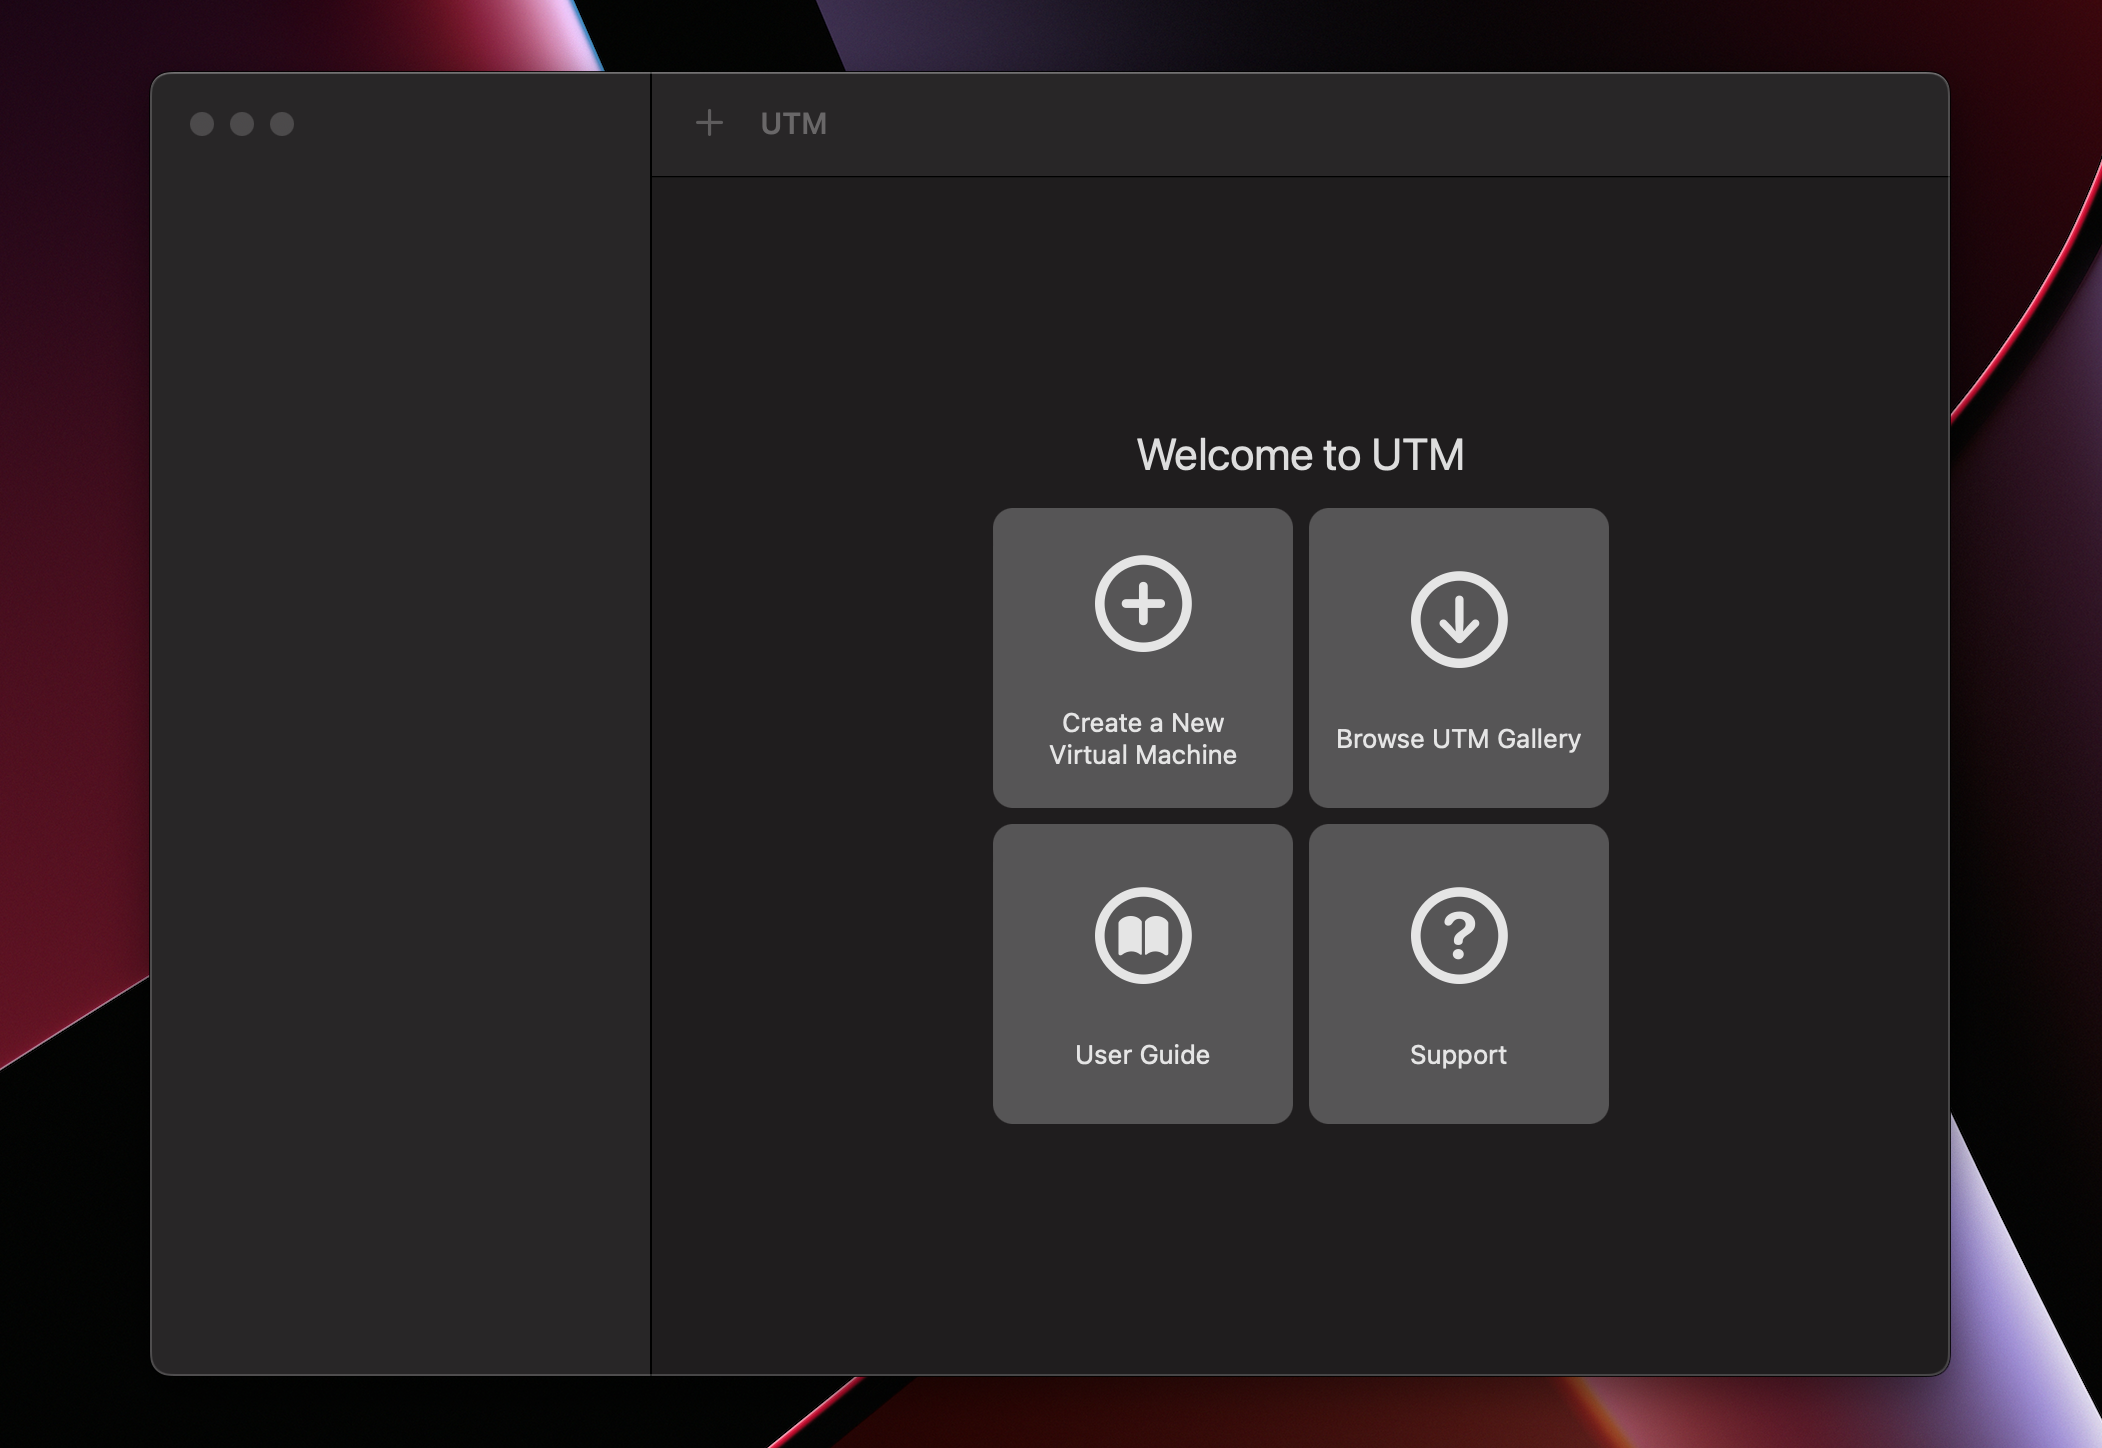 UTM
Welcome to UTM
Create a New
Virtual Machine
Browse UTM Gallery
User Guide
Support